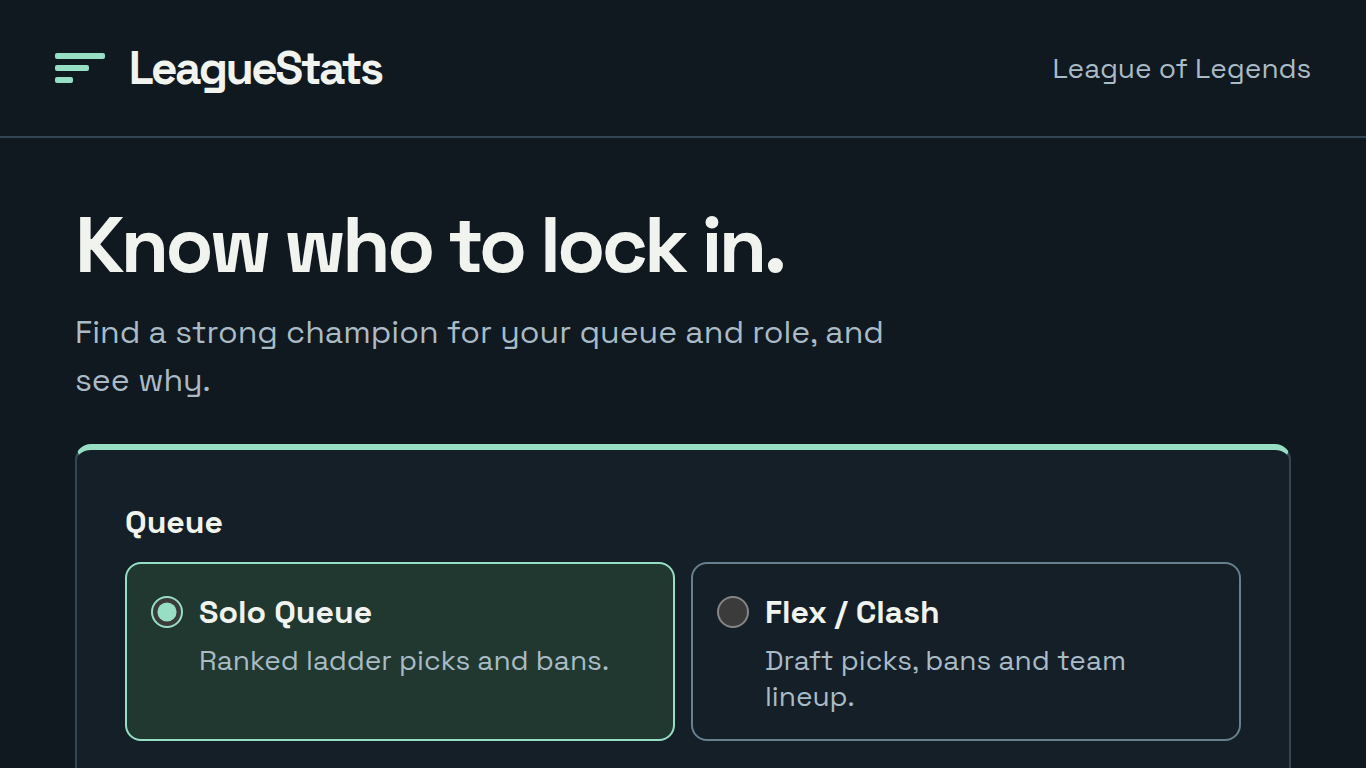 LeagueStats
League of Legends
Know who to lock in.
Find a strong champion for your queue and role, and
see why.
Queue
Solo Queue
Ranked ladder picks and bans.
Flex / Clash
Draft picks, bans and team
lineup.